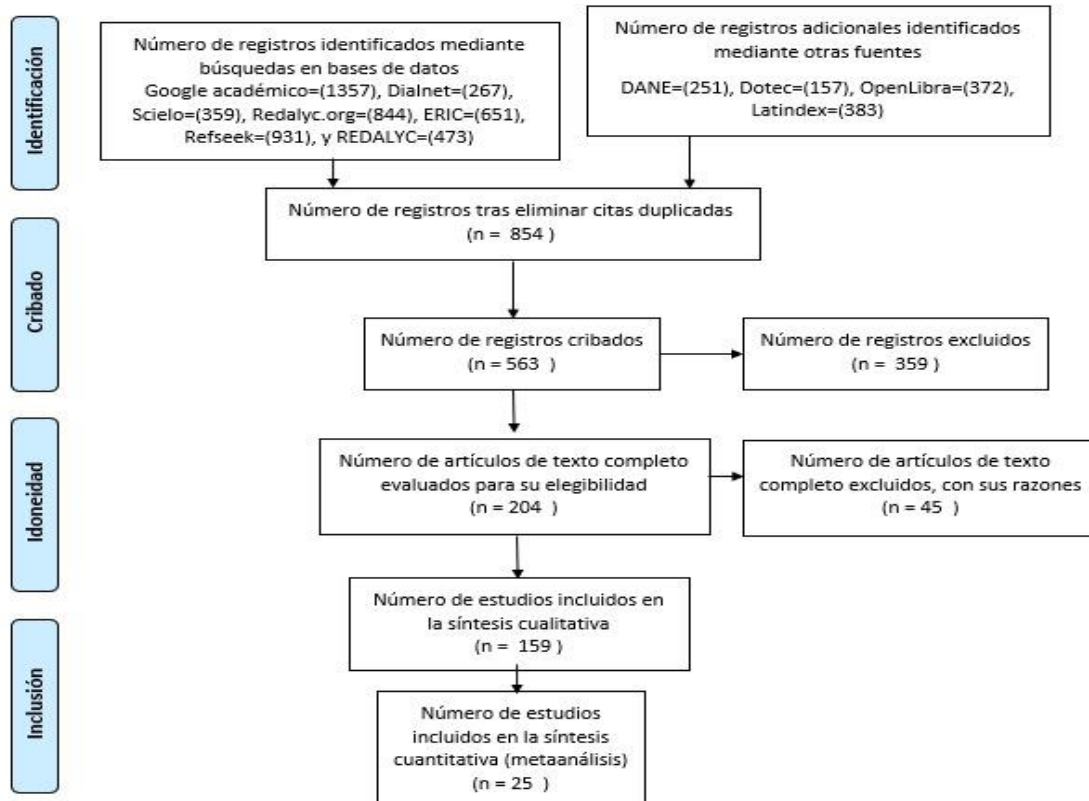 Identificación
Número de registros identificados mediante
búsquedas en bases de datos
Google académico=(1357), Dialnet=(267),
Scielo=(359), Redalyc.org=(844), ERIC=(651),
Refseek=(931), y REDALYC=(473)
Número de registros adicionales identificados
mediante otras fuentes
DANE=(251), Dotec=(157), OpenLibra=(372),
Latindex=(383)
Número de registros tras eliminar citas duplicadas
(n = 854 )
Cribado
Número de registros cribados
(n = 563 )
Número de registros excluidos
(n = 359 )
Idoneidad
Número de artículos de texto completo
evaluados para su elegibilidad
(n = 204 )
Número de artículos de texto
completo excluidos, con sus razones
(n = 45 )
Número de estudios incluidos en
la síntesis cualitativa
(n = 159 )
Inclusión
Número de estudios
incluidos en la síntesis
cuantitativa (metaanálisis)
(n = 25 )